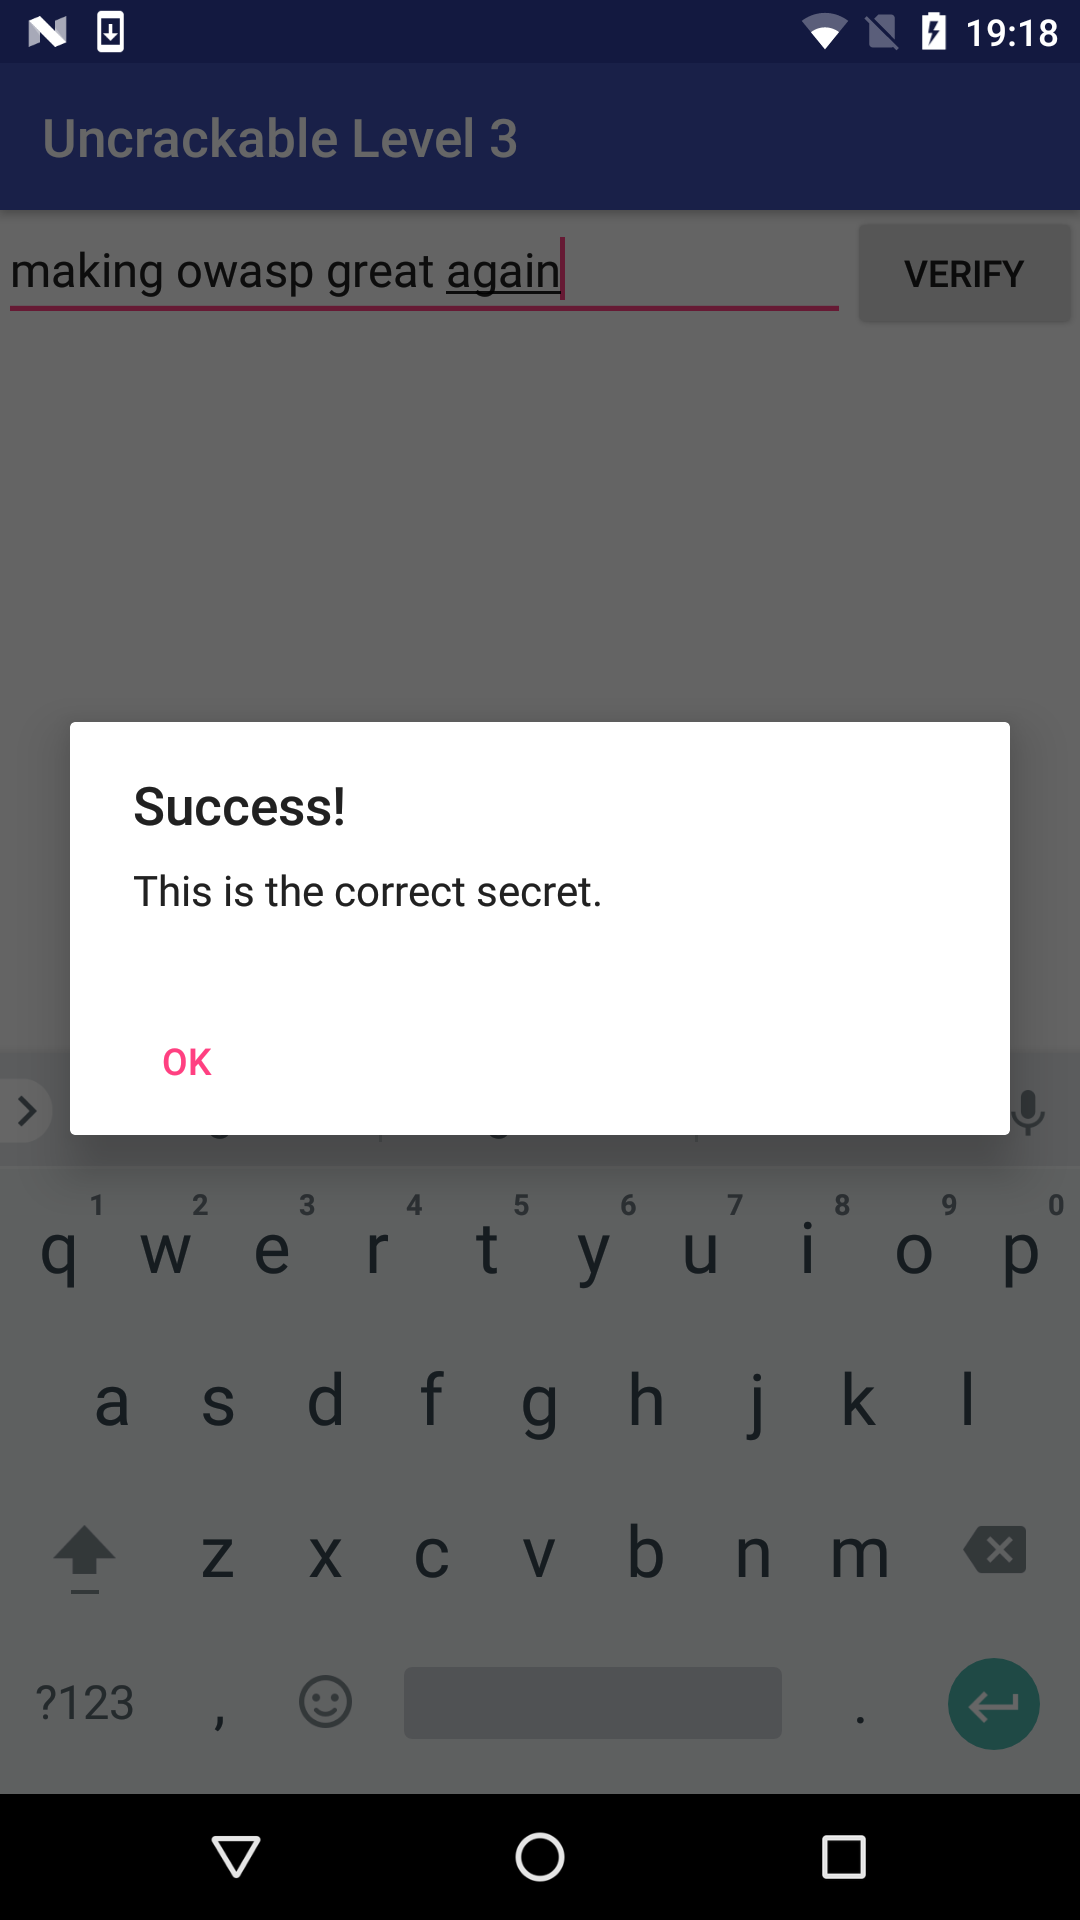 19:18
Uncrackable Level 3
making owasp great again
VERIFY
Success!
This is the correct secret.
OK
1 2 3 4 5 6 7 8 9 0
q w e r t y u i o p
a s d f g h j k l
z x c v b n m
?123 , .